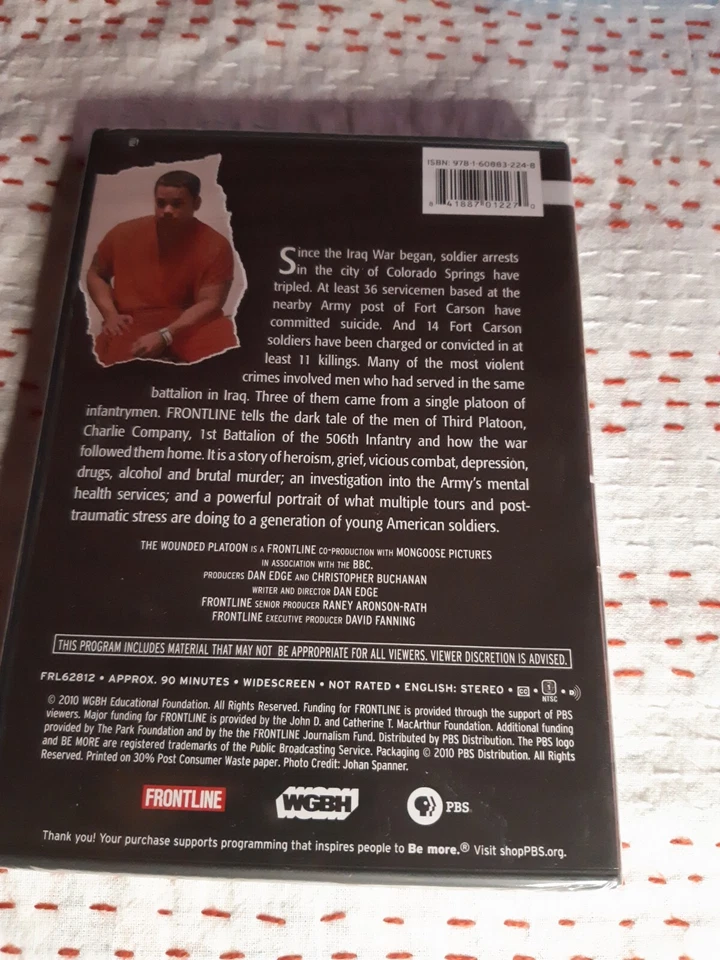 ISBN: 978-1-60883-224-8
8 41887 01227 0
Since the Iraq War began, soldier arrests
in the city of Colorado Springs have
tripled. At least 36 servicemen based at the
nearby Army post of Fort Carson have
committed suicide. And 14 Fort Carson
soldiers have been charged or convicted in at
least 11 killings. Many of the most violent
crimes involved men who had served in the same
battalion in Iraq. Three of them came from a single platoon of
infantrymen. FRONTLINE tells the dark tale of the men of Third Platoon,
Charlie Company, 1st Battalion of the 506th Infantry and how the war
followed them home. It is a story of heroism, grief, vicious combat, depression,
drugs, alcohol and brutal murder; an investigation into the Army's mental
health services; and a powerful portrait of what multiple tours and post-
traumatic stress are doing to a generation of young American soldiers.
THE WOUNDED PLATOON IS A FRONTLINE CO-PRODUCTION WITH MONGOOSE PICTURES
IN ASSOCIATION WITH THE BBC.
PRODUCERS DAN EDGE AND CHRISTOPHER BUCHANAN
WRITER AND DIRECTOR DAN EDGE
FRONTLINE SENIOR PRODUCER RANEY ARONSON-RATH
FRONTLINE EXECUTIVE PRODUCER DAVID FANNING
THIS PROGRAM INCLUDES MATERIAL THAT MAY NOT BE APPROPRIATE FOR ALL VIEWERS. VIEWER DISCRETION IS ADVISED.
FRL62812 • APPROX. 90 MINUTES • WIDESCREEN • NOT RATED • ENGLISH: STEREO • CC 1 NTSC •
© 2010 WGBH Educational Foundation. All Rights Reserved. Funding for FRONTLINE is provided through the support of PBS
viewers. Major funding for FRONTLINE is provided by the John D. and Catherine T. MacArthur Foundation. Additional funding
provided by The Park Foundation and by the the FRONTLINE Journalism Fund. Distributed by PBS Distribution. The PBS logo
and BE MORE are registered trademarks of the Public Broadcasting Service. Packaging © 2010 PBS Distribution. All Rights
Reserved. Printed on 30% Post Consumer Waste paper. Photo Credit: Johan Spanner.
FRONTLINE WGBH PBS
Thank you! Your purchase supports programming that inspires people to Be more.® Visit shopPBS.org.